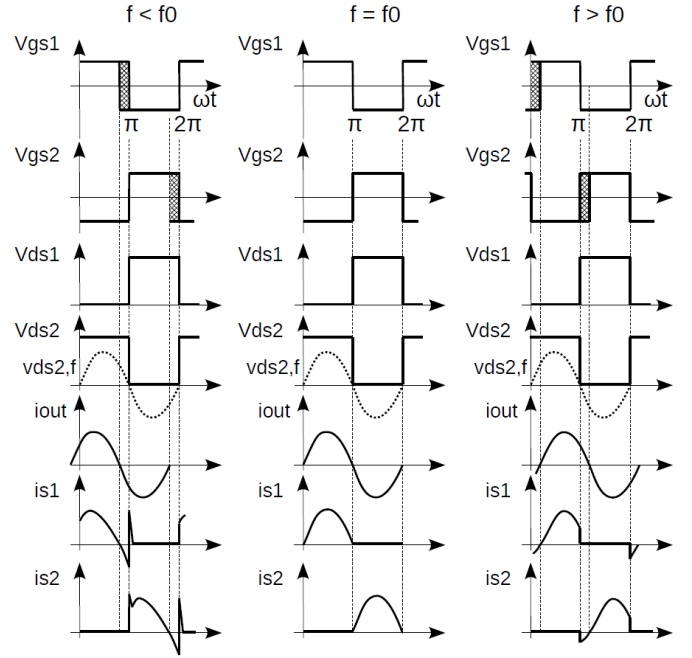 f < f0 f = f0 f > f0
Vgs1 Vgs1 Vgs1
ωt ωt ωt
π 2π π 2π π 2π
Vgs2 Vgs2 Vgs2
Vds1 Vds1 Vds1
Vds2 Vds2 Vds2
vds2,f vds2,f vds2,f
iout iout iout
is1 is1 is1
is2 is2 is2